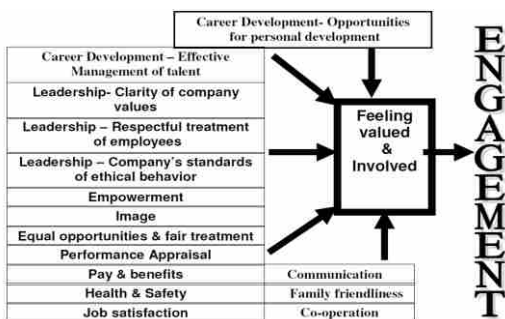 Career Development- Opportunities
for personal development
Career Development – Effective
Management of talent
Leadership- Clarity of company
values
Leadership – Respectful treatment
of employees
Leadership – Company's standards
of ethical behavior
Empowerment
Image
Equal opportunities & fair treatment
Performance Appraisal
Pay & benefits
Health & Safety
Job satisfaction
Communication
Family friendliness
Co-operation
Feeling
valued
&
Involved
ENGAGEMENT